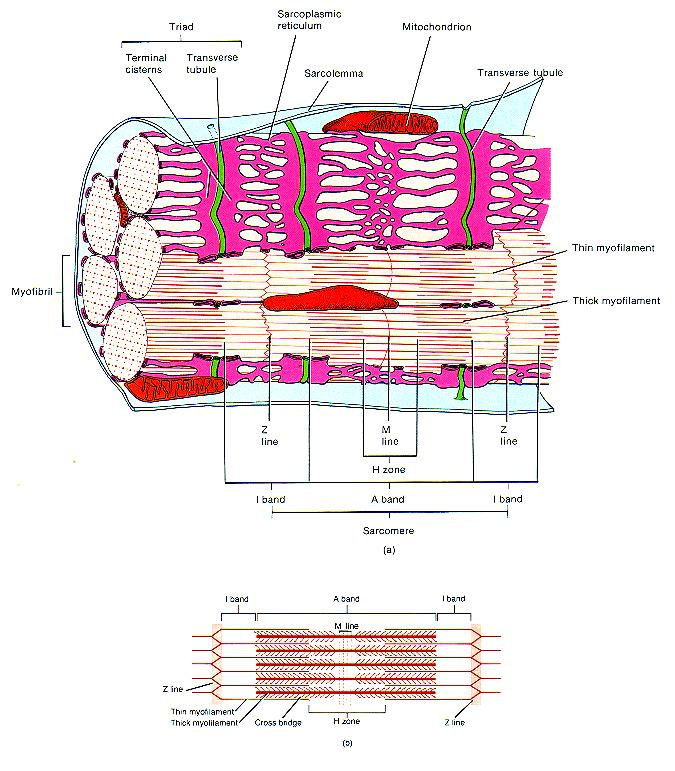 Triad
Sarcoplasmic
reticulum
Mitochondrion
Terminal
cisterns
Transverse
tubule
Sarcolemma
Transverse tubule
Thin myofilament
Myofibril
Thick myofilament
Z
line
M
line
Z
line
H zone
I band
A band
I band
Sarcomere
(a)
I band
A band
I band
M line
Z line
Thin myofilament
Thick myofilament
Cross bridge
H zone
Z line
(b)